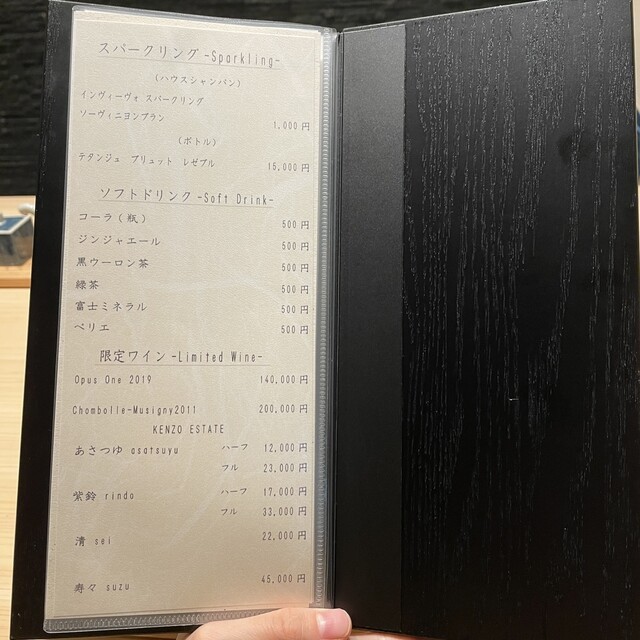 スパークリング-Sparkling-
(ハウスシャンパン)
インヴィーヴォ スパークリング
ソーヴィニヨンブラン 1,000円
(ボトル)
テタンジュ ブリュット レゼブル 15,000円
ソフトドリンク-Soft Drink-
コーラ(瓶) 500円
ジンジャエール 500円
黒ウーロン茶 500円
緑茶 500円
富士ミネラル 500円
ペリエ 500円
限定ワイン-Limited Wine-
Opus One 2019 140,000円
Chombolle-Musigny2011 200,000円
KENZO ESTATE
あさつゆ asatsuyu ハーフ 12,000円
フル 23,000円
紫鈴 rindo ハーフ 17,000円
フル 33,000円
清 sei 22,000円
寿々 suzu 45,000円